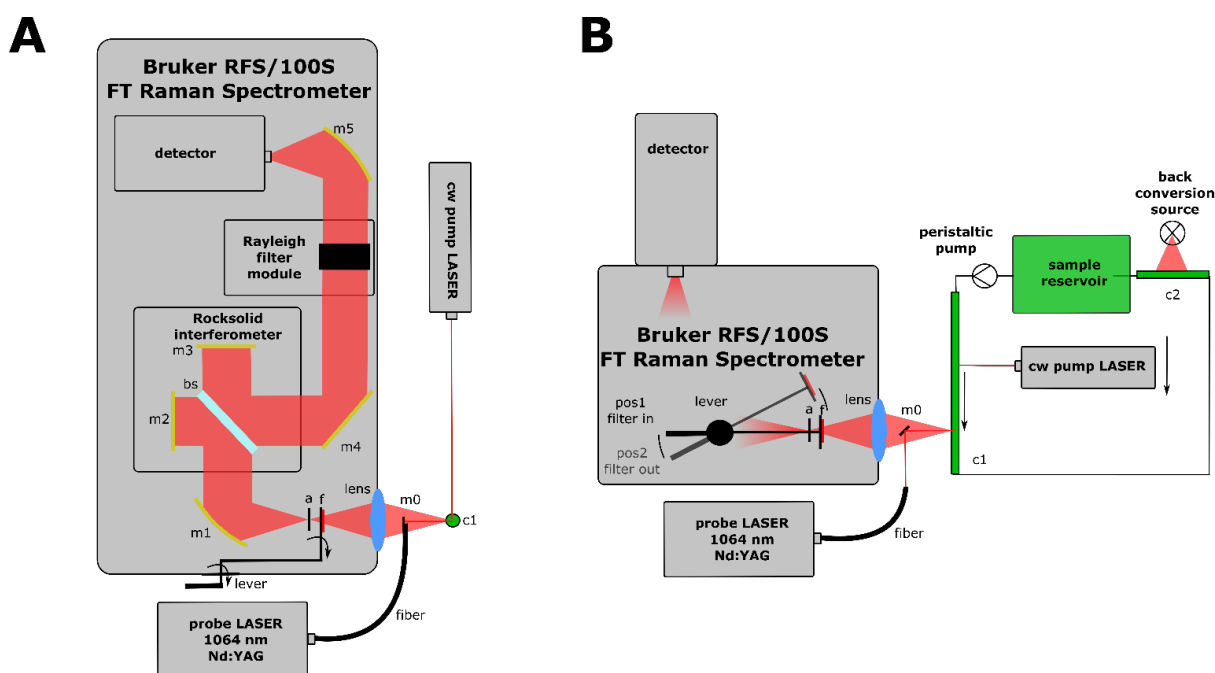 A
Bruker RFS/100S
FT Raman Spectrometer
m5
detector
cw pump LASER
Rayleigh
filter
module
Rocksolid
interferometer
m3
bs
m2
m4
lens
a f
m0
m1
c1
lever
fiber
probe LASER
1064 nm
Nd:YAG
B
detector
back
conversion
source
peristaltic
pump
sample
reservoir
c2
Bruker RFS/100S
FT Raman Spectrometer
cw pump LASER
lens
pos1
filter in
lever
a f
m0
pos2
filter out
c1
probe LASER
1064 nm
Nd:YAG
fiber